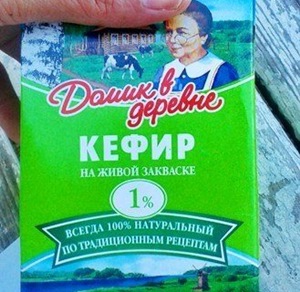 Домик в
деревне
КЕФИР
НА ЖИВОЙ ЗАКВАСКЕ
1%
ВСЕГДА 100% НАТУРАЛЬНЫЙ
ПО ТРАДИЦИОННЫМ РЕЦЕПТАМ